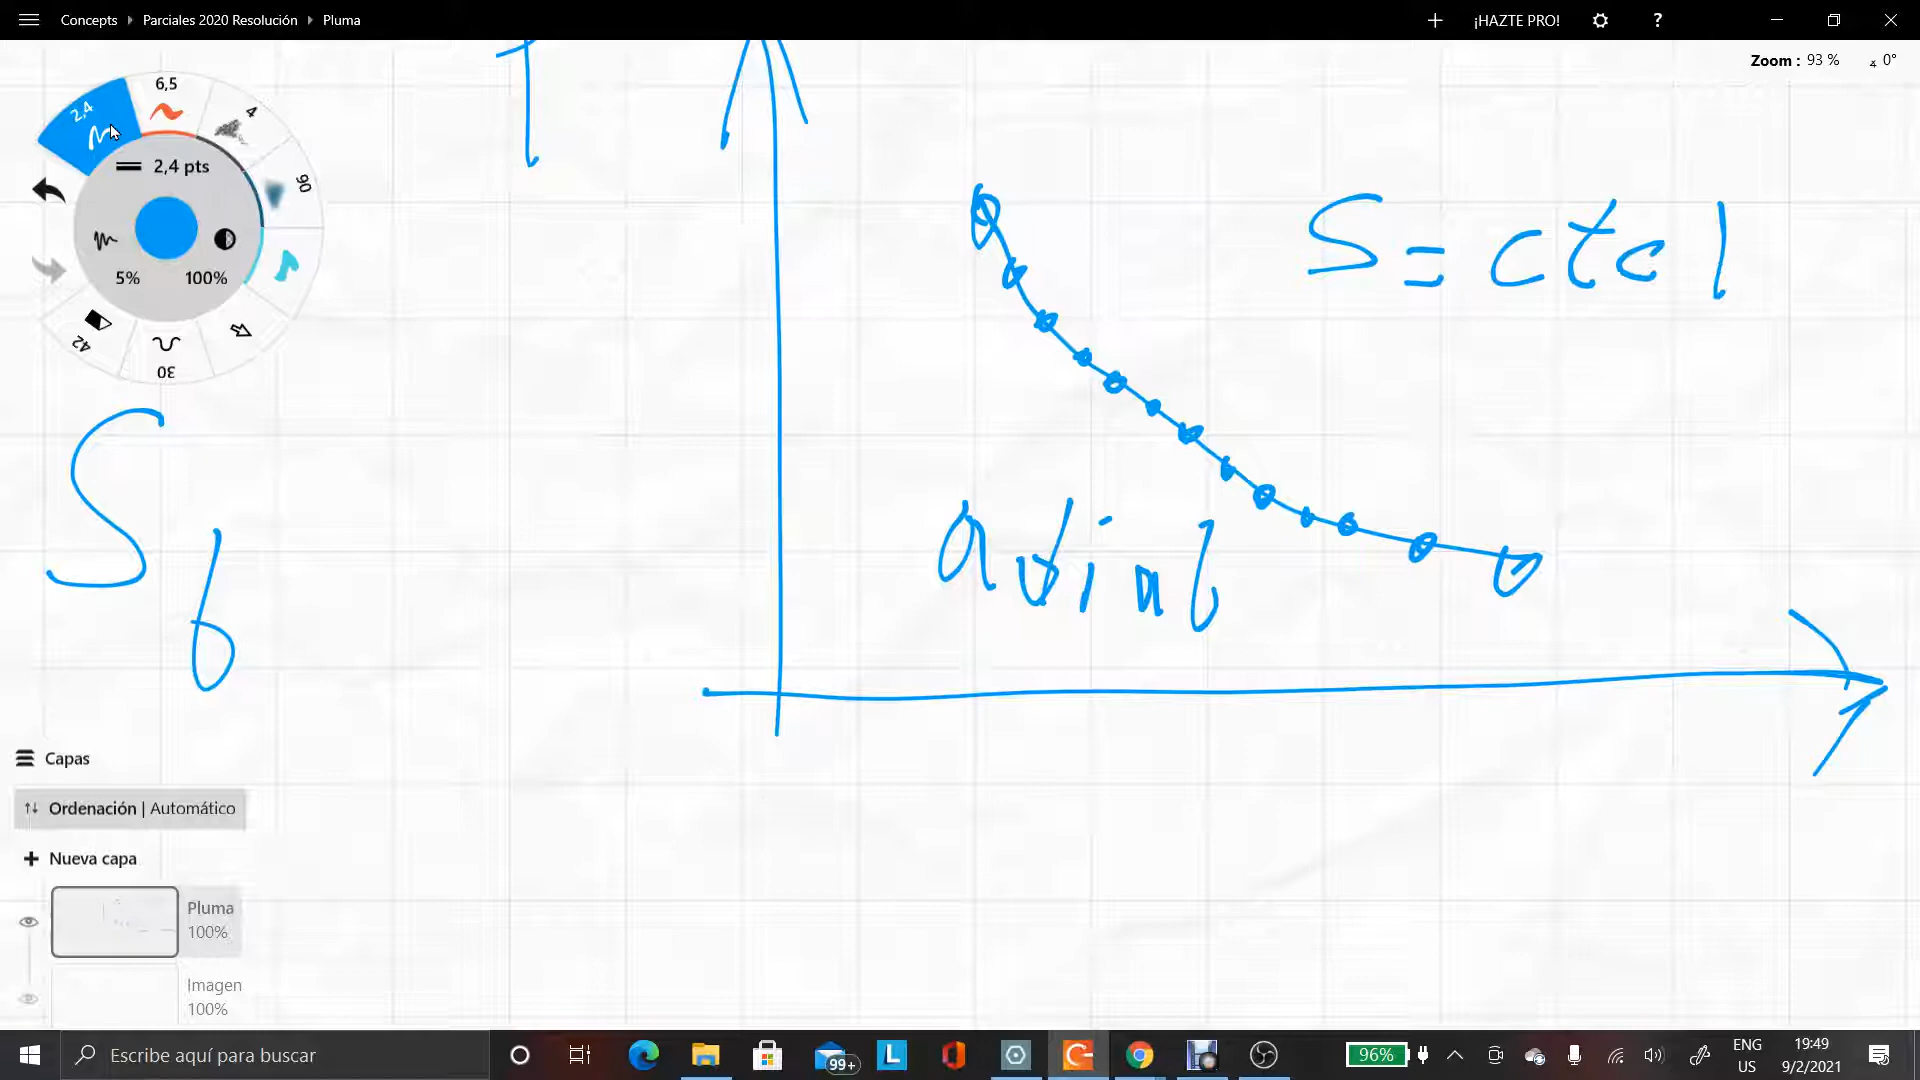 Concepts ▸ Parciales 2020 Resolución ▸ Pluma
¡HAZTE PRO!
?
Zoom : 93 %
0°
2,4
6,5
4
90
2,4 pts
5%
100%
42
30
S = cte
S
Capas
Ordenación | Automático
Nueva capa
Pluma
100%
Imagen
100%
Escribe aquí para buscar
99+
L
96%
ENG
US
19:49
9/2/2021